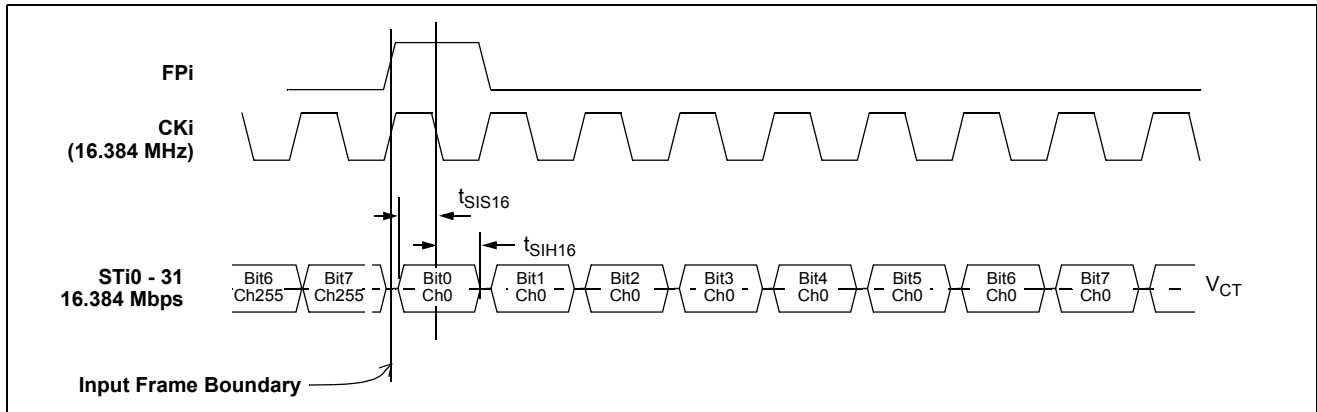 FPi
CKi
(16.384 MHz)
tSIS16
tSIH16
STi0 - 31
16.384 Mbps
Bit6 Ch255
Bit7 Ch255
Bit0 Ch0
Bit1 Ch0
Bit2 Ch0
Bit3 Ch0
Bit4 Ch0
Bit5 Ch0
Bit6 Ch0
Bit7 Ch0
VCT
Input Frame Boundary